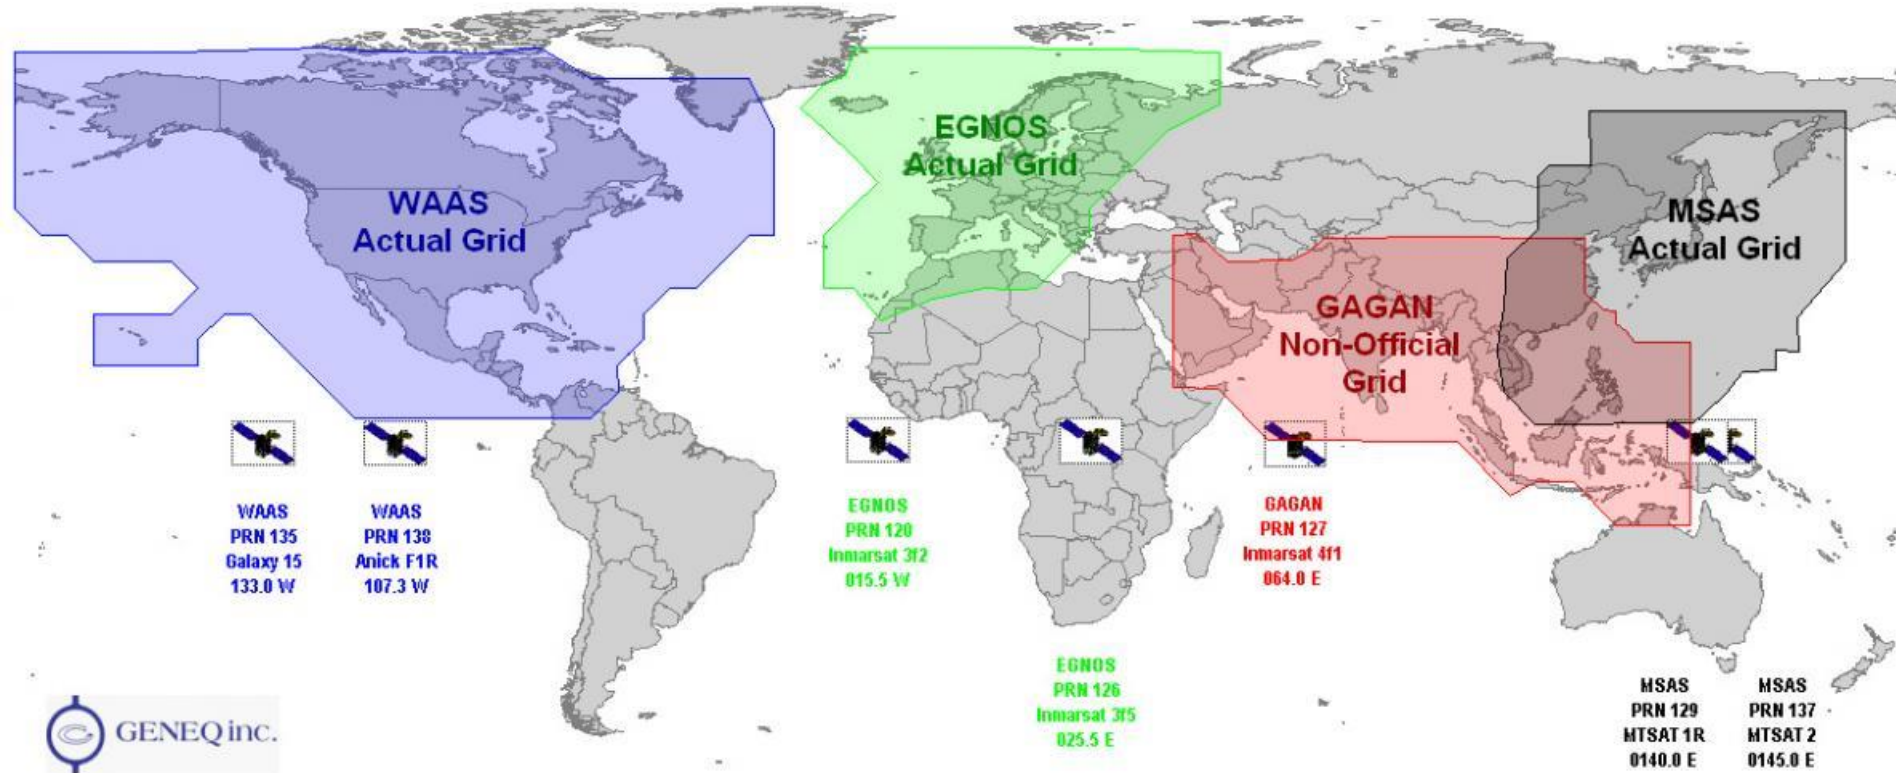 EGNOS
Actual Grid
WAAS
Actual Grid
MSAS
Actual Grid
GAGAN
Non-Official
Grid
WAAS
PRN 135
Galaxy 15
133.0 W
WAAS
PRN 138
Anick F1R
107.3 W
EGNOS
PRN 120
Inmarsat 3f2
015.5 W
GAGAN
PRN 127
Inmarsat 4f1
064.0 E
EGNOS
PRN 126
Inmarsat 3f5
025.5 E
MSAS
PRN 129
MTSAT 1R
0140.0 E
MSAS
PRN 137
MTSAT 2
0145.0 E
GENEQ inc.